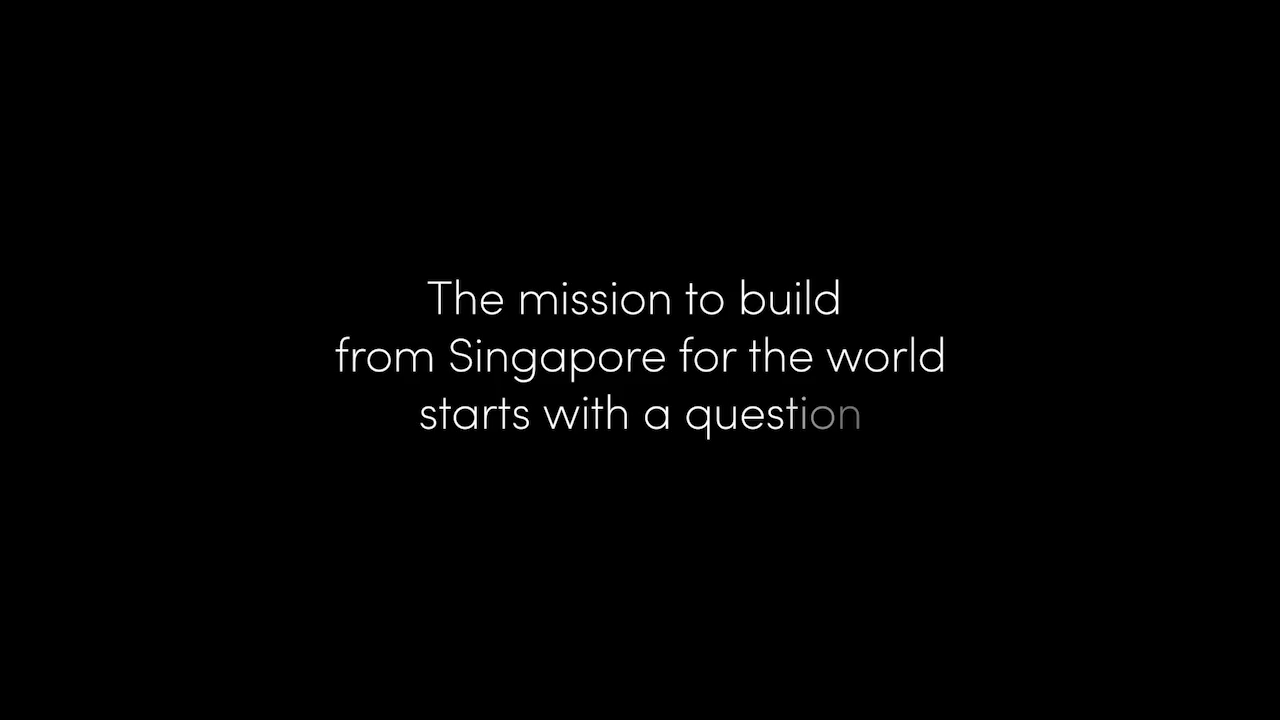 The mission to build
from Singapore for the world
starts with a question